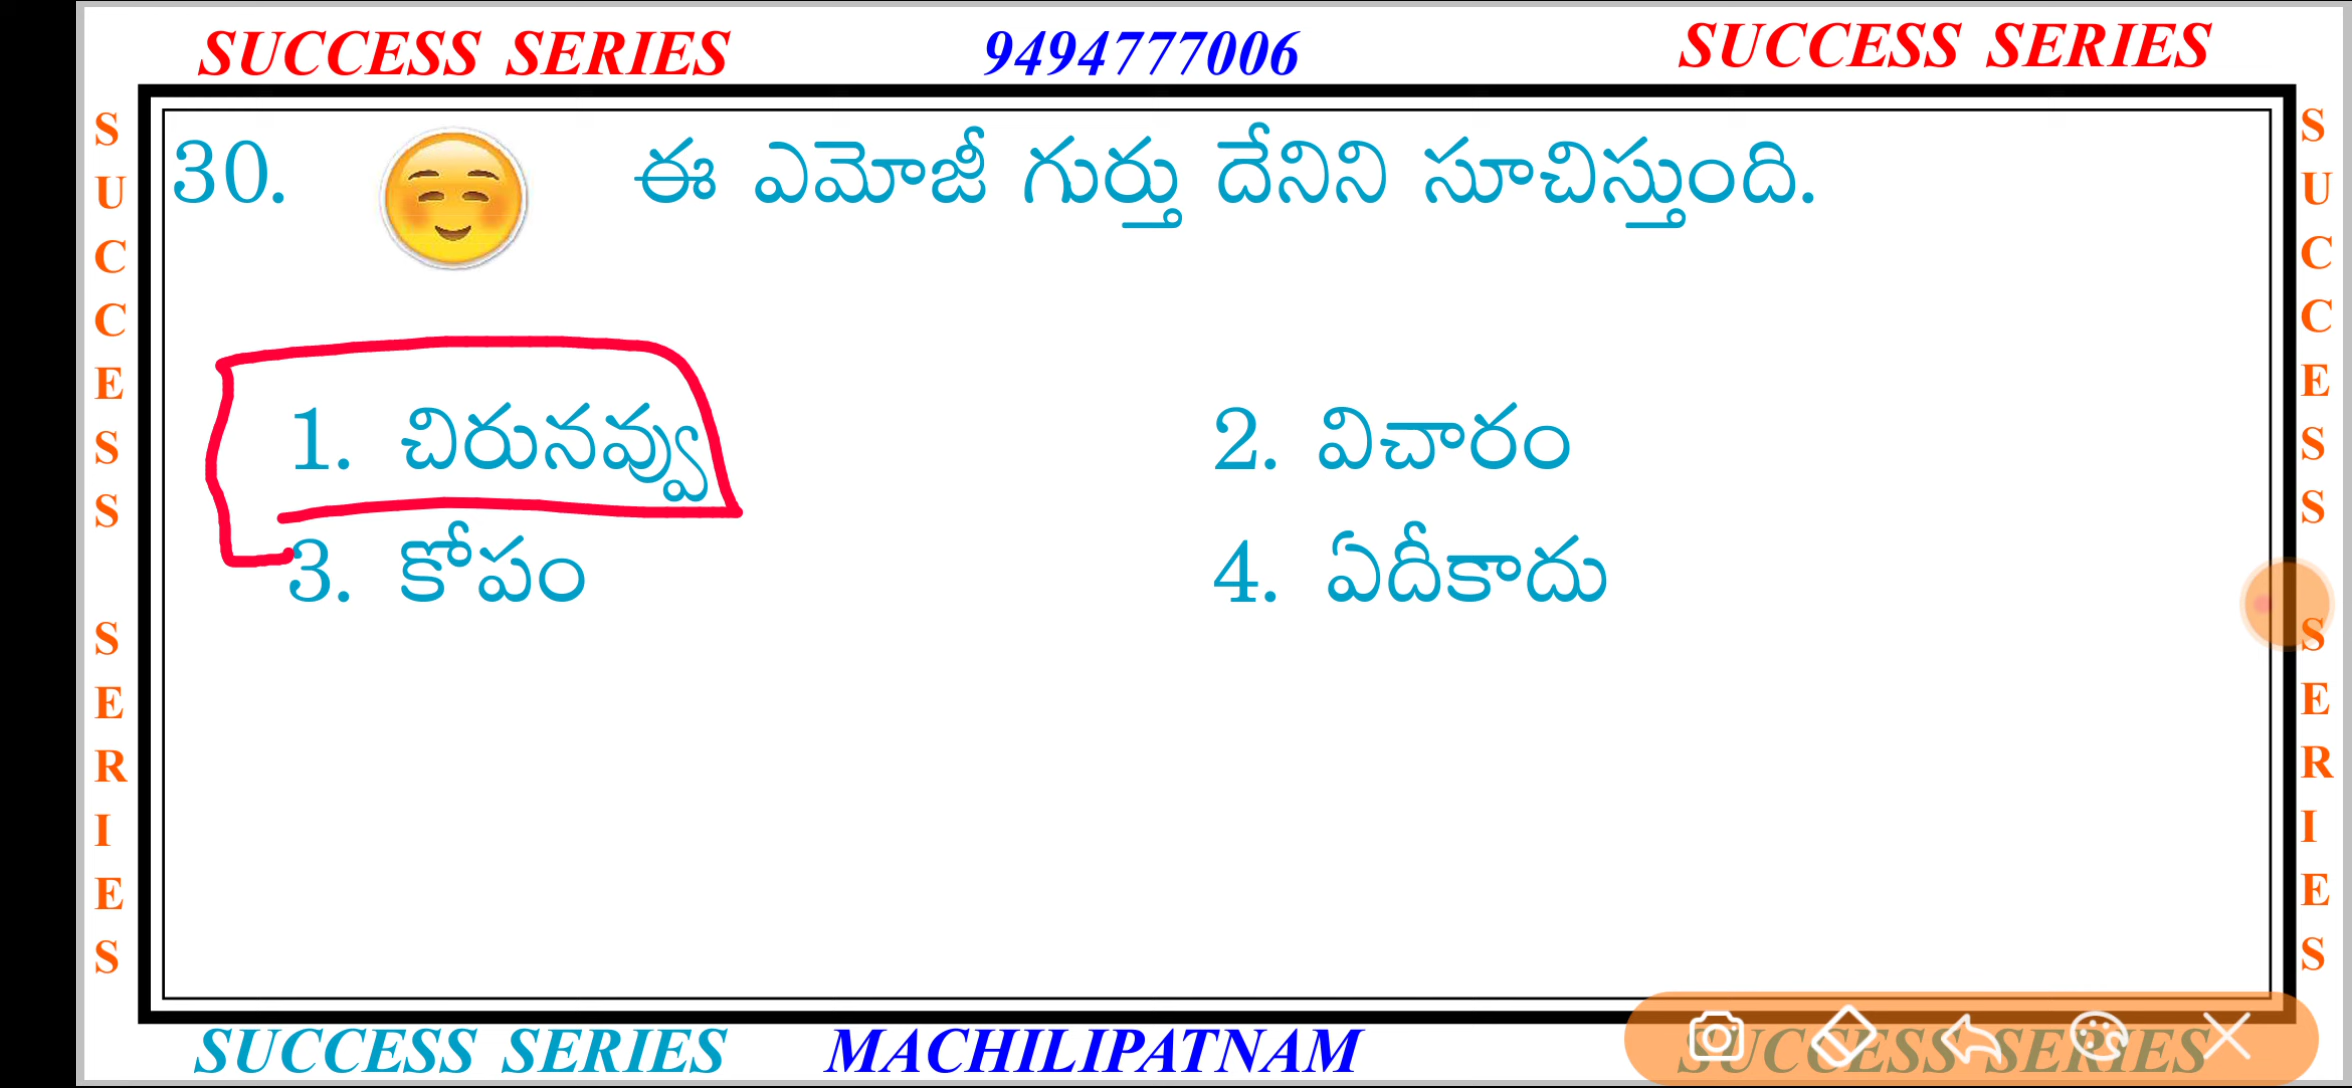 SUCCESS SERIES 9494777006 SUCCESS SERIES
SUCCESS SERIES
30. ఈ ఎమోజీ గుర్తు దేనిని సూచిస్తుంది.
1. చిరునవ్వు 2. విచారం
3. కోపం 4. ఏదీకాదు
SUCCESS SERIES
SUCCESS SERIES MACHILIPATNAM SUCCESS SERIES